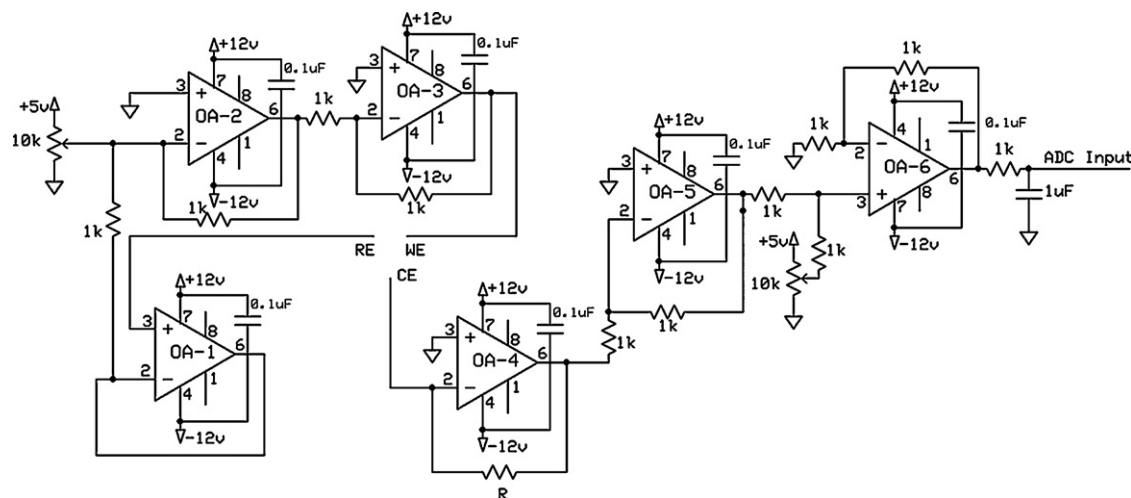 +12v
0.1uF
3
+
7
8
OA-2
6
2
-
4
1
-12v
1k
+5v
10k
1k
1k
+12v
0.1uF
3
+
7
8
OA-3
6
2
-
4
1
-12v
1k
RE WE
CE
+12v
0.1uF
3
+
7
8
OA-1
6
2
-
4
1
-12v
+12v
0.1uF
3
+
7
8
OA-4
6
2
-
4
1
-12v
R
1k
+12v
0.1uF
3
+
7
8
OA-5
6
2
-
4
1
-12v
1k
1k
+5v
10k
1k
1k
1k
+12v
0.1uF
4
1
2
-
OA-6
6
3
+
8
7
-12v
1k
ADC Input
1uF